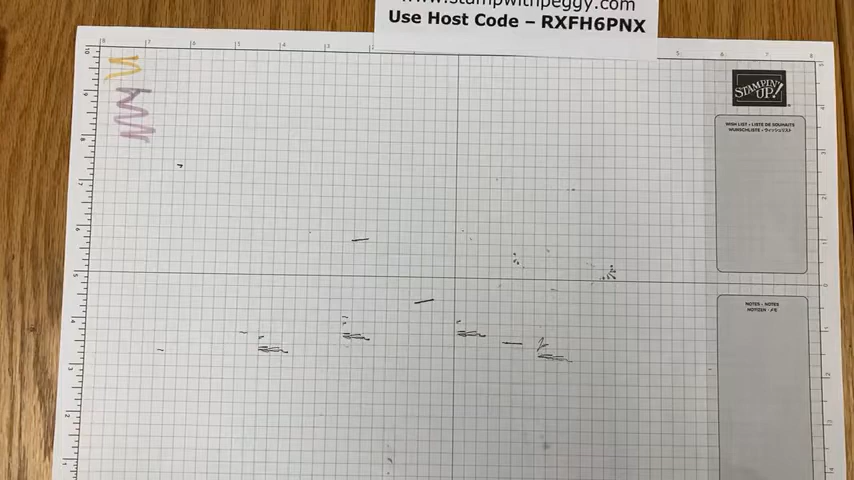 www.stampwithpeggy.com
Use Host Code – RXFH6PNX
STAMPIN' UP!
WISH LIST • LISTE DE SOUHAITS
WUNSCHLISTE • ウィッシュリスト
NOTES • NOTES
NOTIZEN • メモ